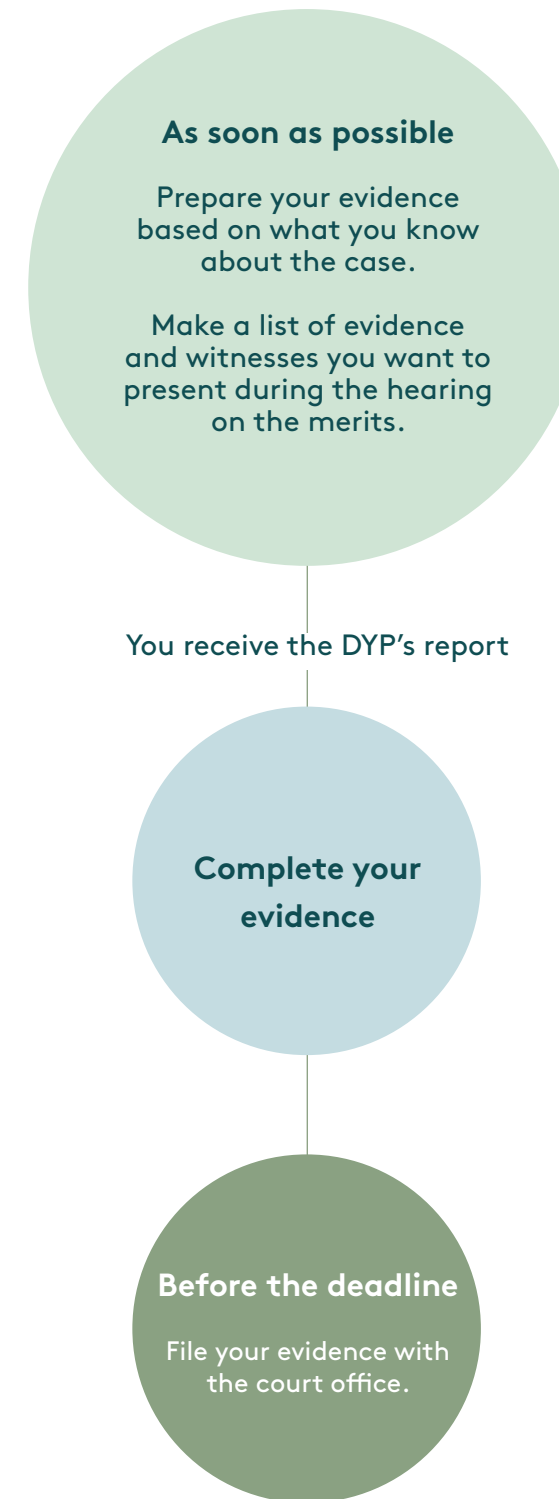 As soon as possible
Prepare your evidence
based on what you know
about the case.
Make a list of evidence
and witnesses you want to
present during the hearing
on the merits.
You receive the DYP’s report
Complete your
evidence
Before the deadline
File your evidence with
the court office.